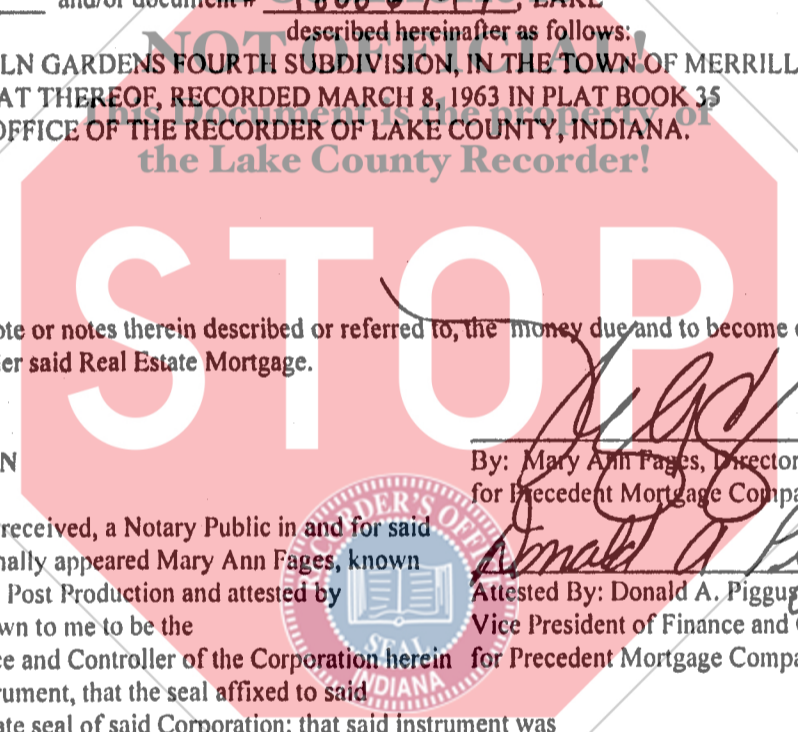 and/or document #
described hereinafter as follows:
NOT OFFICIAL!
LN GARDENS FOURTH SUBDIVISION, IN THE TOWN OF MERRILL
AT THEREOF, RECORDED MARCH 8, 1963 IN PLAT BOOK 35
This Document is the property of
OFFICE OF THE RECORDER OF LAKE COUNTY, INDIANA.
the Lake County Recorder!
STOP
ote or notes therein described or referred to, the money due and to become
er said Real Estate Mortgage.
N
By: Mary Ann Fages, Director
for Precedent Mortgage Compa
received, a Notary Public in and for said
nally appeared Mary Ann Fages, known
Post Production and attested by
wn to me to be the
ce and Controller of the Corporation herein
rument, that the seal affixed to said
ate seal of said Corporation; that said instrument was
Donald A
Attested By: Donald A. Piggug
Vice President of Finance and
for Precedent Mortgage Compa
RECORDER'S OFFICE
SEAL
INDIANA